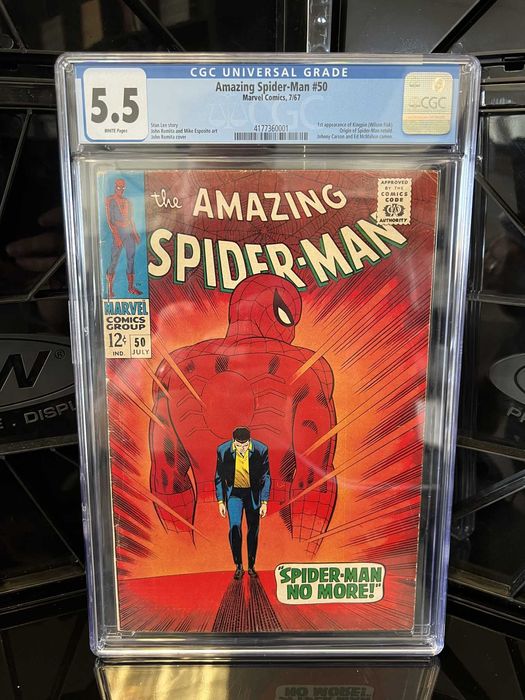 CGC UNIVERSAL GRADE
5.5
WHITE Pages
Amazing Spider-Man #50
Marvel Comics, 7/67
Stan Lee story
John Romita and Mike Esposito art
John Romita cover
4177360001
1st appearance of Kingpin (Wilson Fisk).
Origin of Spider-Man retold.
Johnny Carson and Ed McMahon cameo.
CGC
the AMAZING
SPIDER-MAN
APPROVED
BY THE
COMICS
CODE
AUTHORITY
MARVEL
COMICS
GROUP
12¢
IND.
50
JULY
"SPIDER-MAN
NO MORE!"
DISPL